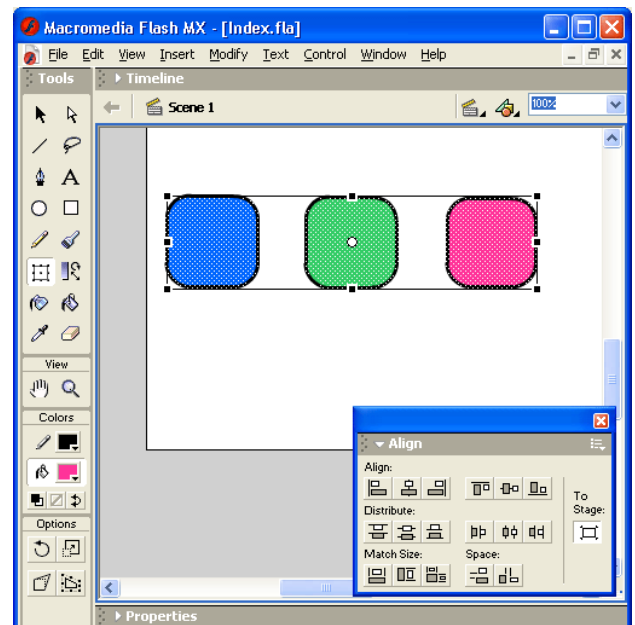 Macromedia Flash MX - [Index.fla]
File Edit View Insert Modify Text Control Window Help
Tools
Timeline
Scene 1
100%
A
View
Colors
Options
Align
Align:
To
Stage:
Distribute:
Match Size:
Space:
Properties